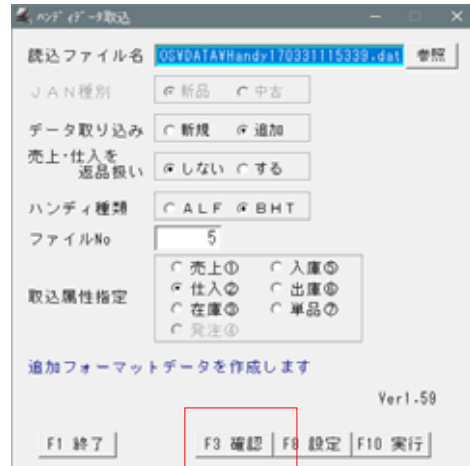 ハンディデータ取込
読込ファイル名 OS¥DATA¥Handy170331115339.dat 参照
JAN種別 新品 中古
データ取り込み 新規 追加
売上・仕入を
返品扱い しない する
ハンディ種類 ALF BHT
ファイルNo 5
売上① 入庫⑤
取込属性指定 仕入② 出庫⑥
在庫③ 単品⑦
発注④
追加フォーマットデータを作成します
Ver1.59
F1 終了 F3 確認 F8 設定 F10 実行